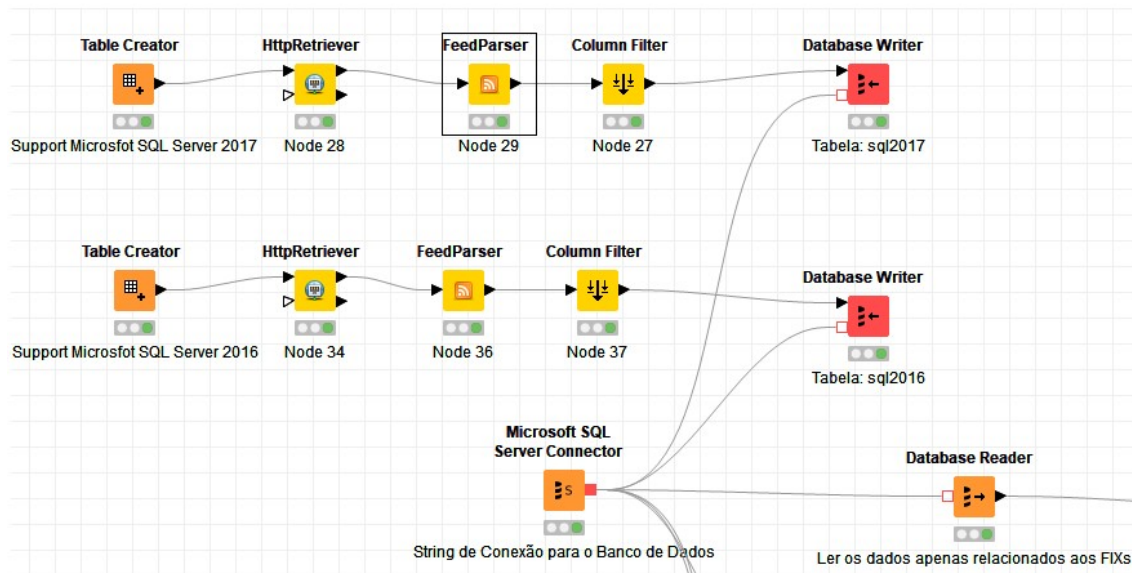 Table Creator
HttpRetriever
FeedParser
Column Filter
Database Writer
Support Microsfot SQL Server 2017
Node 28
Node 29
Node 27
Tabela: sql2017
Table Creator
HttpRetriever
FeedParser
Column Filter
Database Writer
Support Microsfot SQL Server 2016
Node 34
Node 36
Node 37
Tabela: sql2016
Microsoft SQL
Server Connector
S
String de Conexão para o Banco de Dados
Database Reader
Ler os dados apenas relacionados aos FIXs